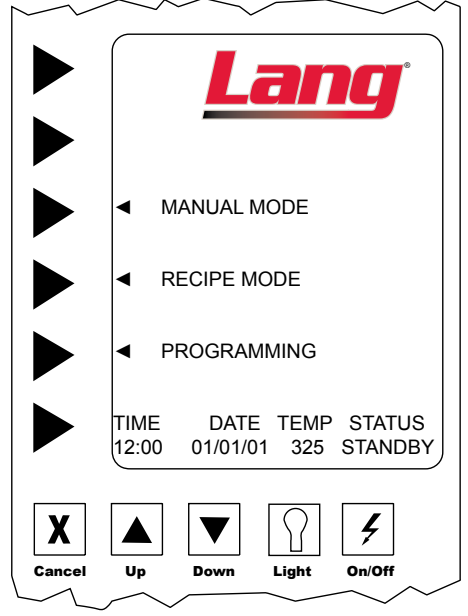 Lang®
MANUAL MODE
RECIPE MODE
PROGRAMMING
TIME DATE TEMP STATUS
12:00 01/01/01 325 STANDBY
X
Cancel Up Down Light On/Off